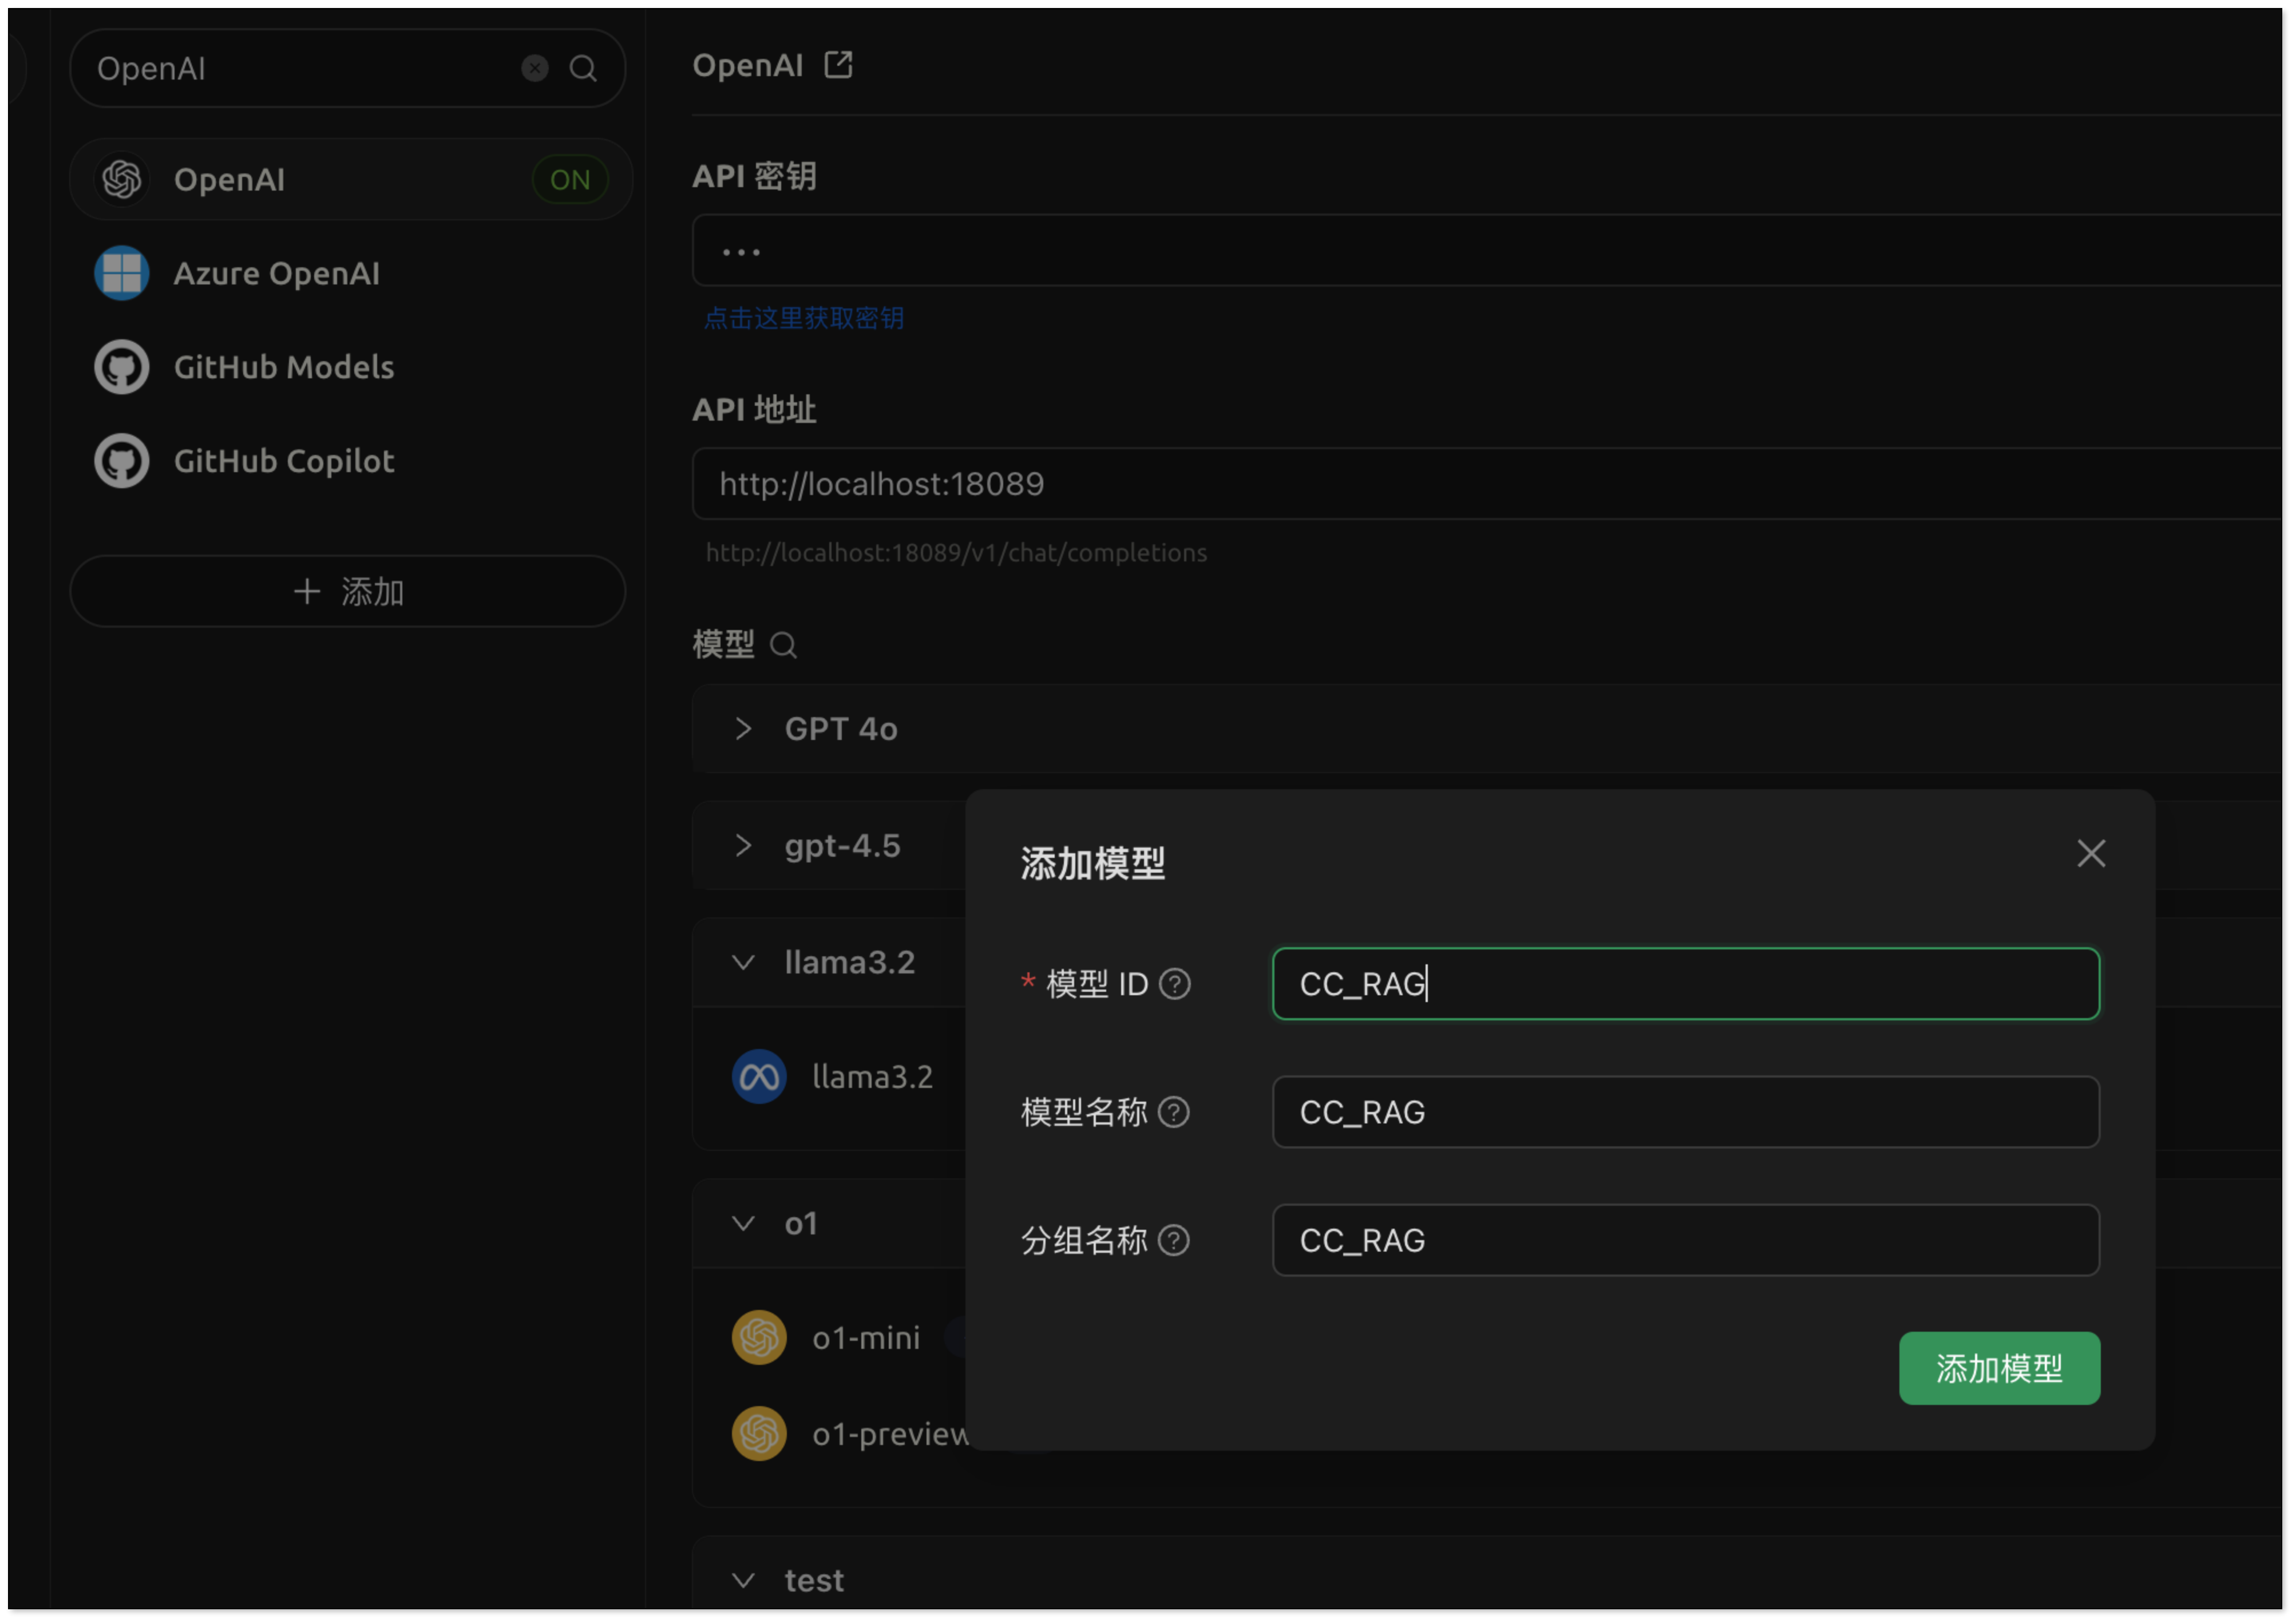 OpenAI
OpenAI
ON
Azure OpenAI
GitHub Models
GitHub Copilot
添加
OpenAI
API 密钥
•••
点击这里获取密钥
API 地址
http://localhost:18089
http://localhost:18089/v1/chat/completions
模型
GPT 4o
gpt-4.5
llama3.2
llama3.2
o1
o1-mini
o1-preview
test
添加模型
* 模型 ID
CC_RAG
模型名称
CC_RAG
分组名称
CC_RAG
添加模型